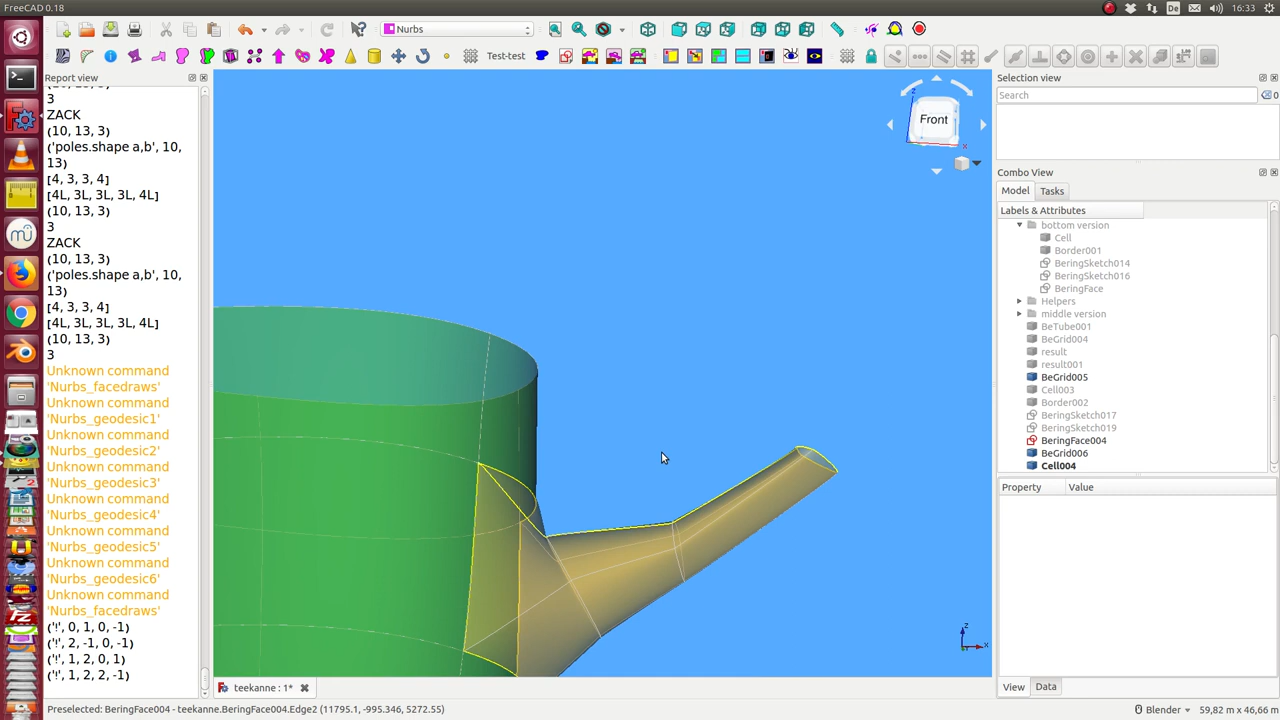 FreeCAD 0.18
De
16:33
Nurbs
Test-test
Report view
3
ZACK
(10, 13, 3)
('poles.shape a,b', 10,
13)
[4, 3, 3, 4]
[4L, 3L, 3L, 3L, 4L]
(10, 13, 3)
3
ZACK
(10, 13, 3)
('poles.shape a,b', 10,
13)
[4, 3, 3, 4]
[4L, 3L, 3L, 3L, 4L]
(10, 13, 3)
3
Unknown command
'Nurbs_facedraws'
Unknown command
'Nurbs_geodesic1'
Unknown command
'Nurbs_geodesic2'
Unknown command
'Nurbs_geodesic3'
Unknown command
'Nurbs_geodesic4'
Unknown command
'Nurbs_geodesic5'
Unknown command
'Nurbs_geodesic6'
Unknown command
'Nurbs_facedraws'
('!', 0, 1, 0, -1)
('!', 2, -1, 0, -1)
('!', 1, 2, 0, 1)
('!', 1, 2, 2, -1)
Front
z
x
z
x
teekanne : 1*
Selection view
Search
0
Combo View
Model
Tasks
Labels & Attributes
bottom version
Cell
Border001
BeringSketch014
BeringSketch016
BeringFace
Helpers
middle version
BeTube001
BeGrid004
result
result001
BeGrid005
Cell003
Border002
BeringSketch017
BeringSketch019
BeringFace004
BeGrid006
Cell004
Property
Value
View
Data
Preselected: BeringFace004 - teekanne.BeringFace004.Edge2 (11795.1, -995.346, 5272.55)
Blender
59,82 m x 46,66 m